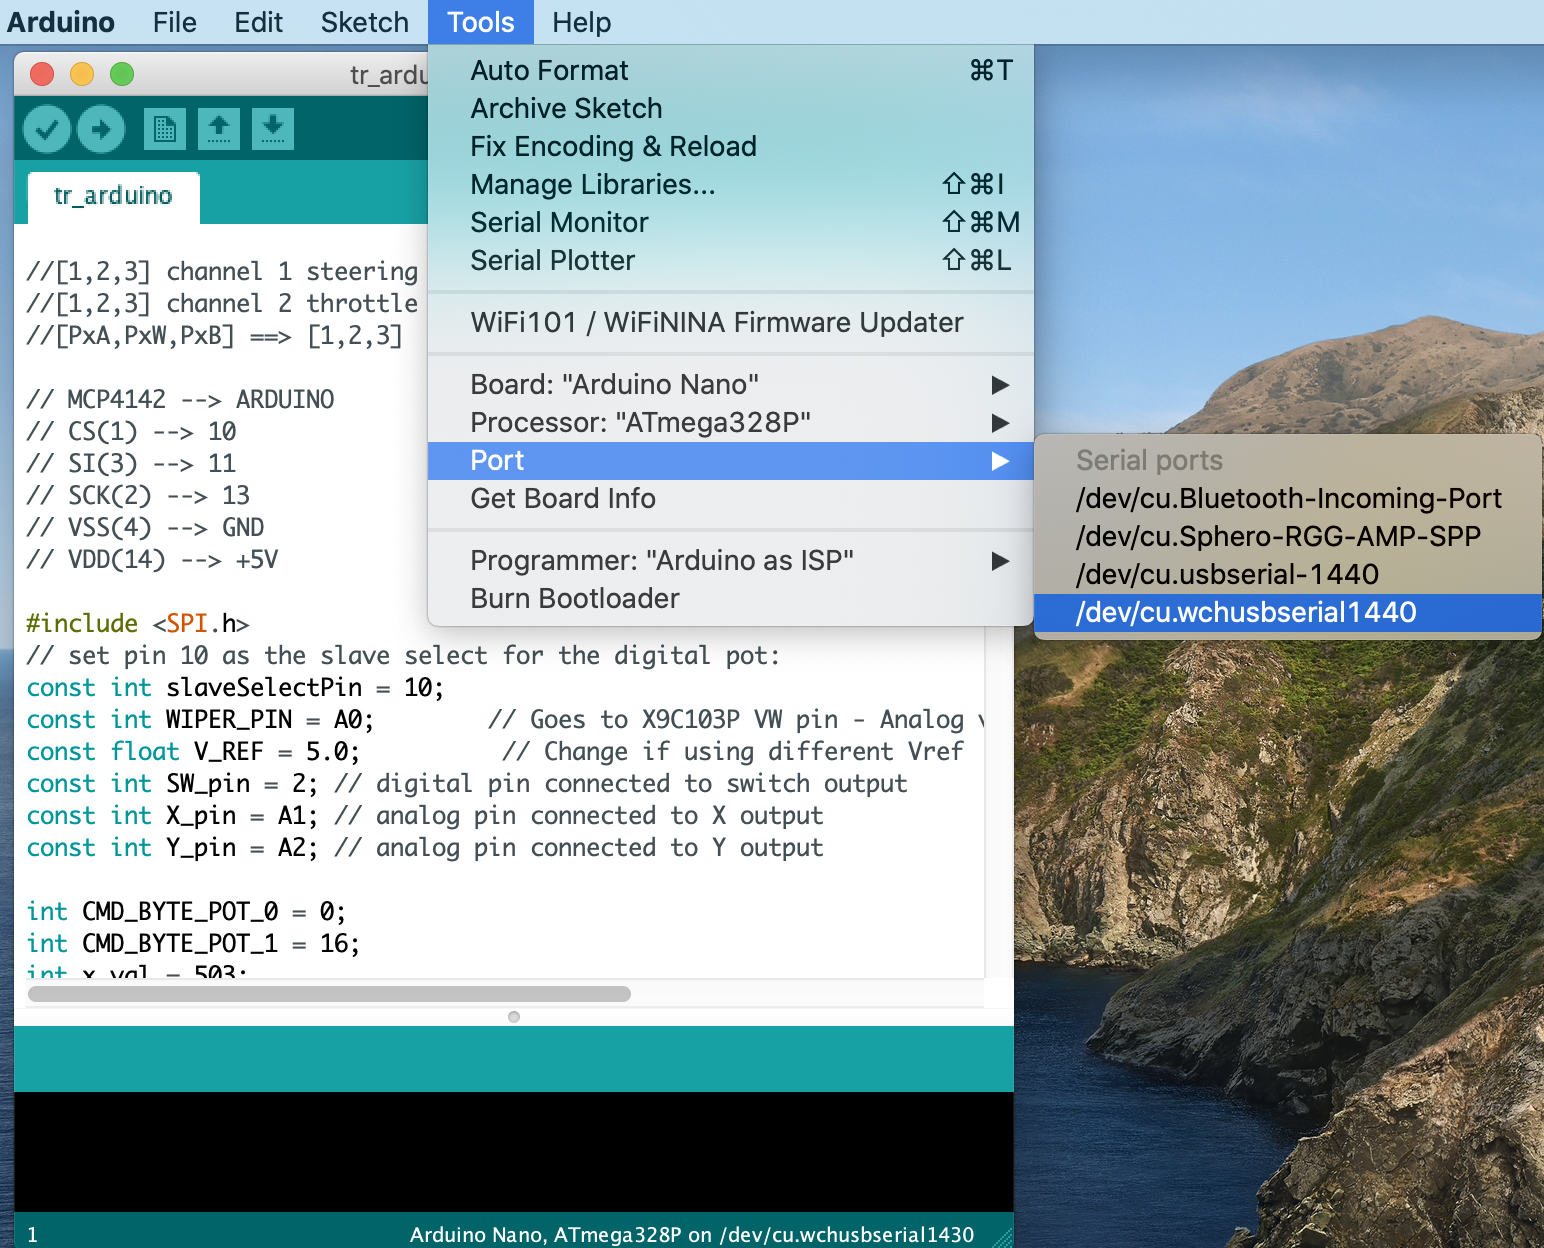 Arduino File Edit Sketch Tools Help
tr_ardu
Auto Format ⌘T
Archive Sketch
Fix Encoding & Reload
Manage Libraries... ⇧⌘I
Serial Monitor ⇧⌘M
Serial Plotter ⇧⌘L
WiFi101 / WiFiNINA Firmware Updater
Board: "Arduino Nano"
Processor: "ATmega328P"
Port
Get Board Info
Programmer: "Arduino as ISP"
Burn Bootloader
Serial ports
/dev/cu.Bluetooth-Incoming-Port
/dev/cu.Sphero-RGG-AMP-SPP
/dev/cu.usbserial-1440
/dev/cu.wchusbserial1440
tr_arduino
//[1,2,3] channel 1 steering
//[1,2,3] channel 2 throttle
//[PxA,PxW,PxB] ==> [1,2,3]
// MCP4142 --> ARDUINO
// CS(1) --> 10
// SI(3) --> 11
// SCK(2) --> 13
// VSS(4) --> GND
// VDD(14) --> +5V
#include <SPI.h>
// set pin 10 as the slave select for the digital pot:
const int slaveSelectPin = 10;
const int WIPER_PIN = A0; // Goes to X9C103P VW pin - Analog
const float V_REF = 5.0; // Change if using different Vref
const int SW_pin = 2; // digital pin connected to switch output
const int X_pin = A1; // analog pin connected to X output
const int Y_pin = A2; // analog pin connected to Y output
int CMD_BYTE_POT_0 = 0;
int CMD_BYTE_POT_1 = 16;
int x_val = 503;
1 Arduino Nano, ATmega328P on /dev/cu.wchusbserial1430